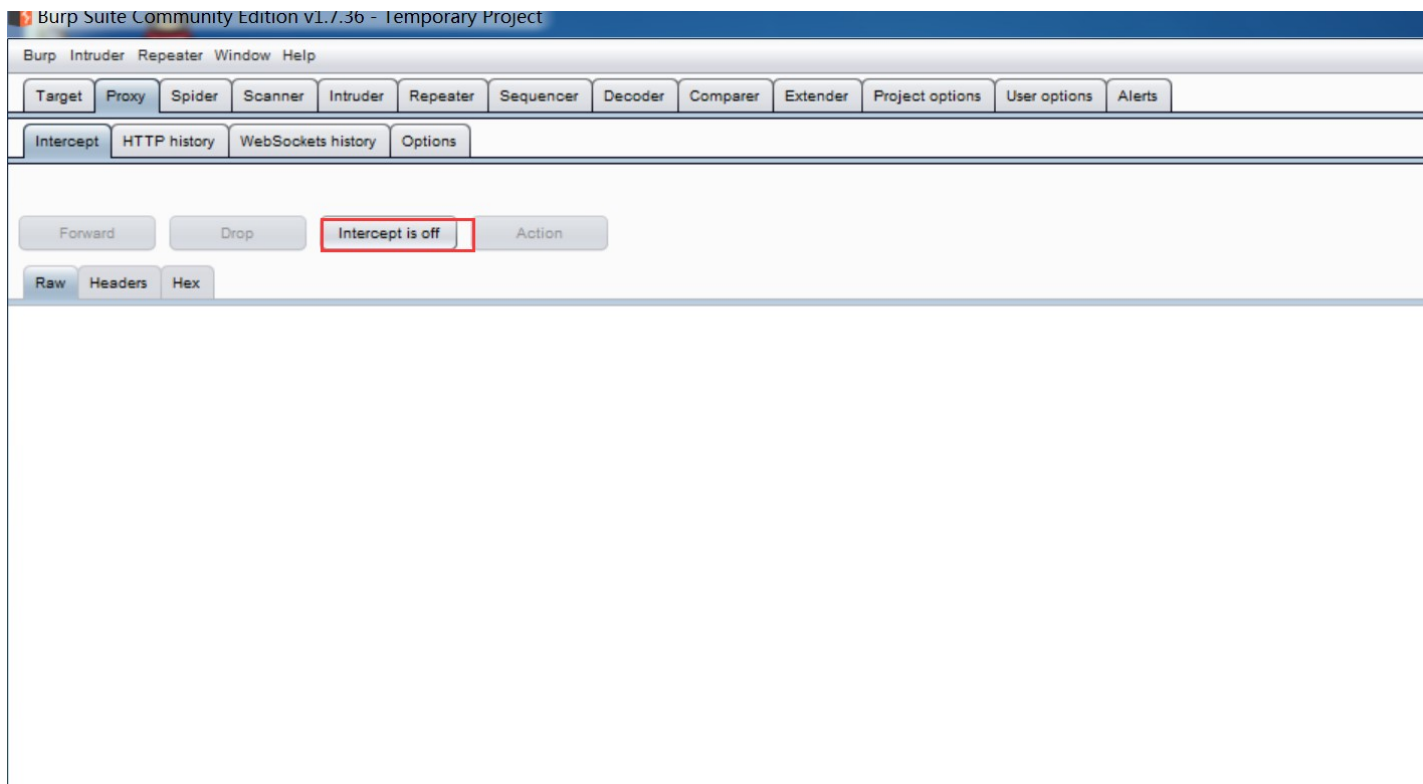 Burp Suite Community Edition v1.7.36 - Temporary Project
Burp Intruder Repeater Window Help
Target Proxy Spider Scanner Intruder Repeater Sequencer Decoder Comparer Extender Project options User options Alerts
Intercept HTTP history WebSockets history Options
Forward Drop Intercept is off Action
Raw Headers Hex